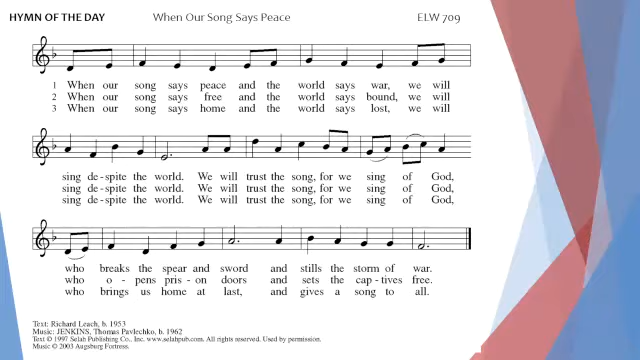 HYMN OF THE DAY When Our Song Says Peace ELW 709
1 When our song says peace and the world says war, we will
2 When our song says free and the world says bound, we will
3 When our song says home and the world says lost, we will
sing de-spite the world. We will trust the song, for we sing of God,
sing de-spite the world. We will trust the song, for we sing of God,
sing de-spite the world. We will trust the song, for we sing of God,
who breaks the spear and sword and stills the storm of war.
who o - pens pris - on doors and sets the cap - tives free.
who brings us home at last, and gives a song to all.
Text: Richard Leach, b. 1953
Music: JENKINS, Thomas Pavlechko, b. 1962
Text © 1997 Selah Publishing Co., Inc. www.selahpub.com. All rights reserved. Used by permission.
Music © 2003 Augsburg Fortress.